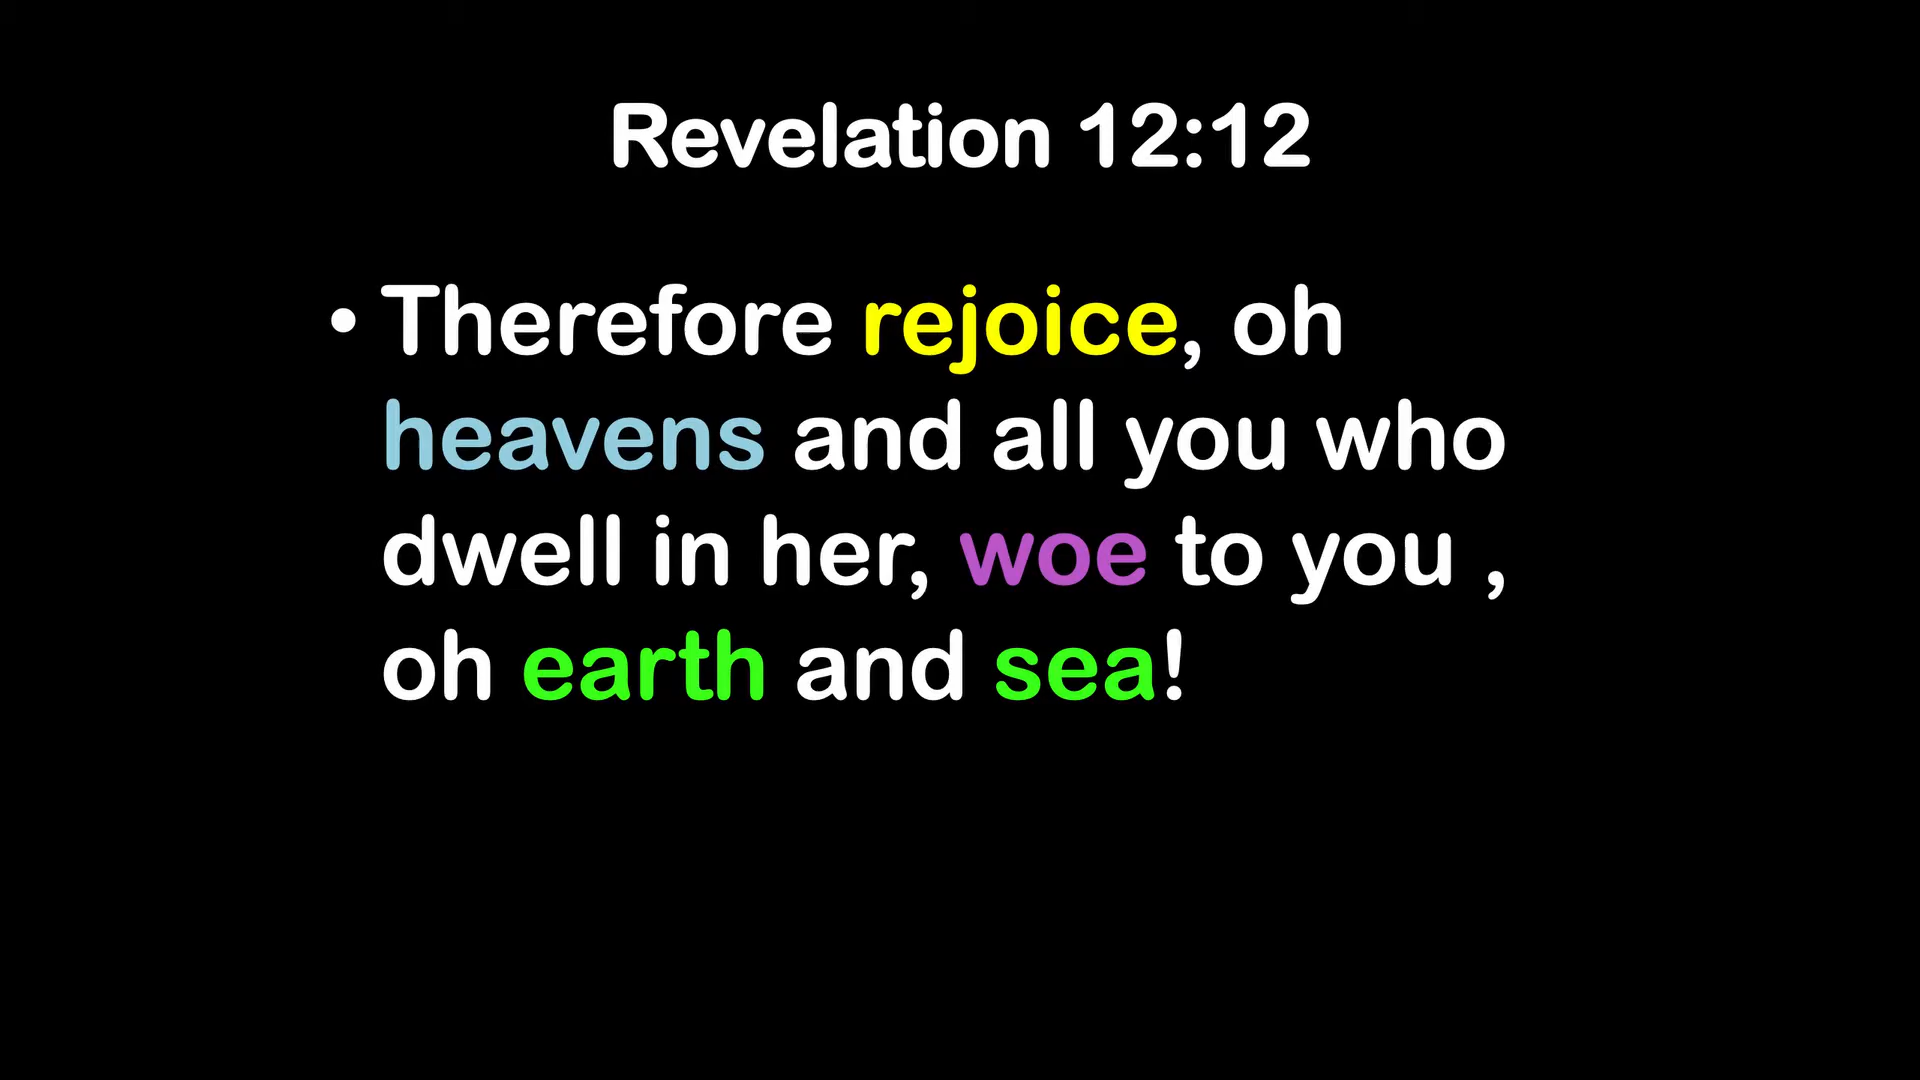 Revelation 12:12
• Therefore rejoice, oh
heavens and all you who
dwell in her, woe to you ,
oh earth and sea!